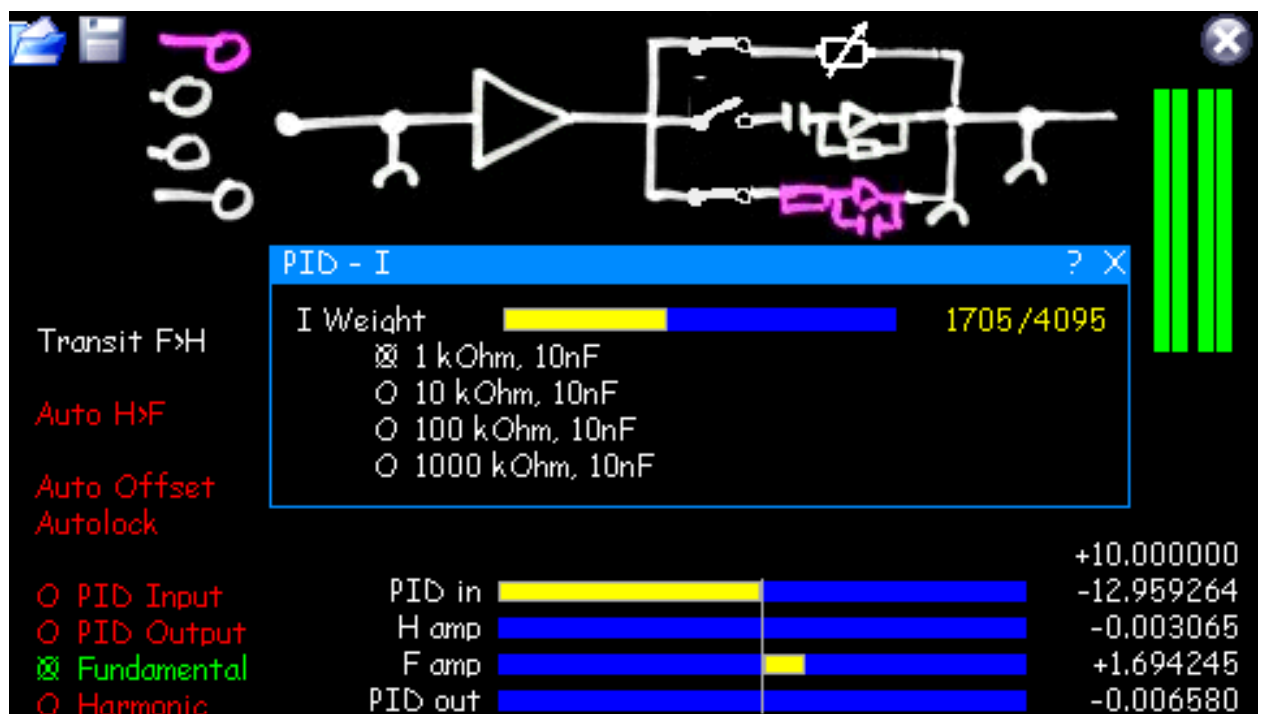 PID - I ? X
I Weight 1705/4095
1 kOhm, 10nF
10 kOhm, 10nF
100 kOhm, 10nF
1000 kOhm, 10nF
Transit F>H
Auto H>F
Auto Offset
Autolock
PID Input
PID Output
Fundamental
Harmonic
+10.000000
PID in -12.959264
H amp -0.003065
F amp +1.694245
PID out -0.006580